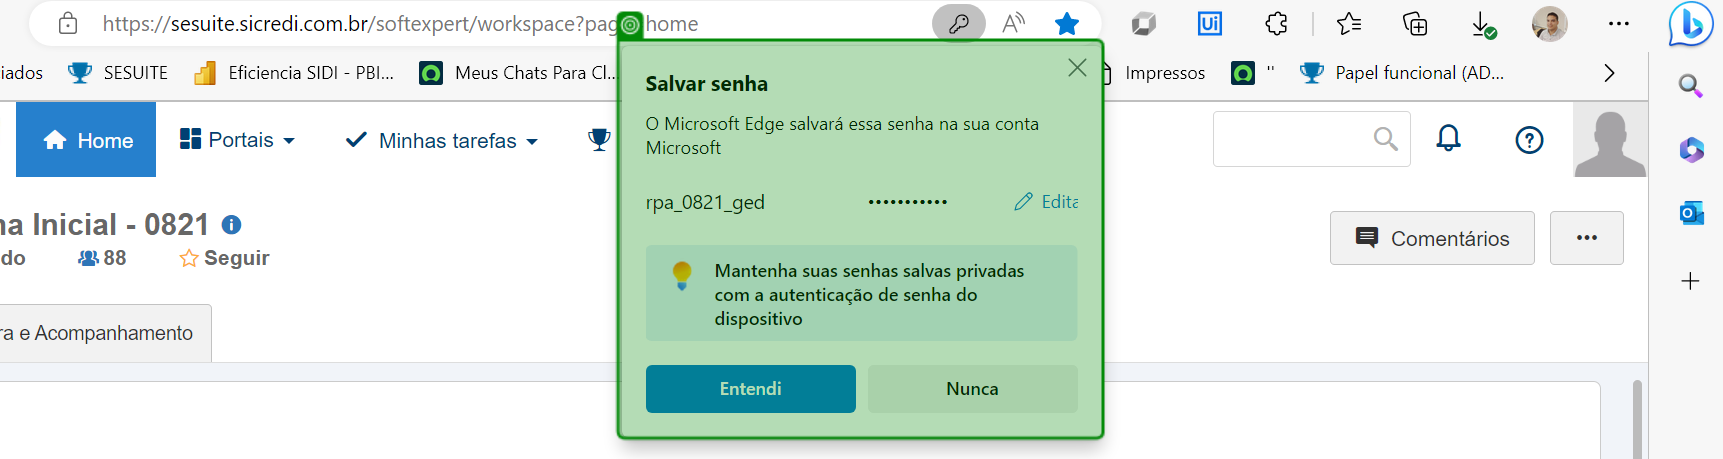 https://sesuite.sicredi.com.br/softexpert/workspace?pag home
iados SESUITE Eficiencia SIDI - PBI... Meus Chats Para Cl... Impressos " Papel funcional (AD...
Home Portais Minhas tarefas
na Inicial - 0821
do 88 Seguir
Comentários
ra e Acompanhamento
Salvar senha
O Microsoft Edge salvará essa senha na sua conta
Microsoft
rpa_0821_ged ••••••••••• Edita
Mantenha suas senhas salvas privadas
com a autenticação de senha do
dispositivo
Entendi Nunca
Ui